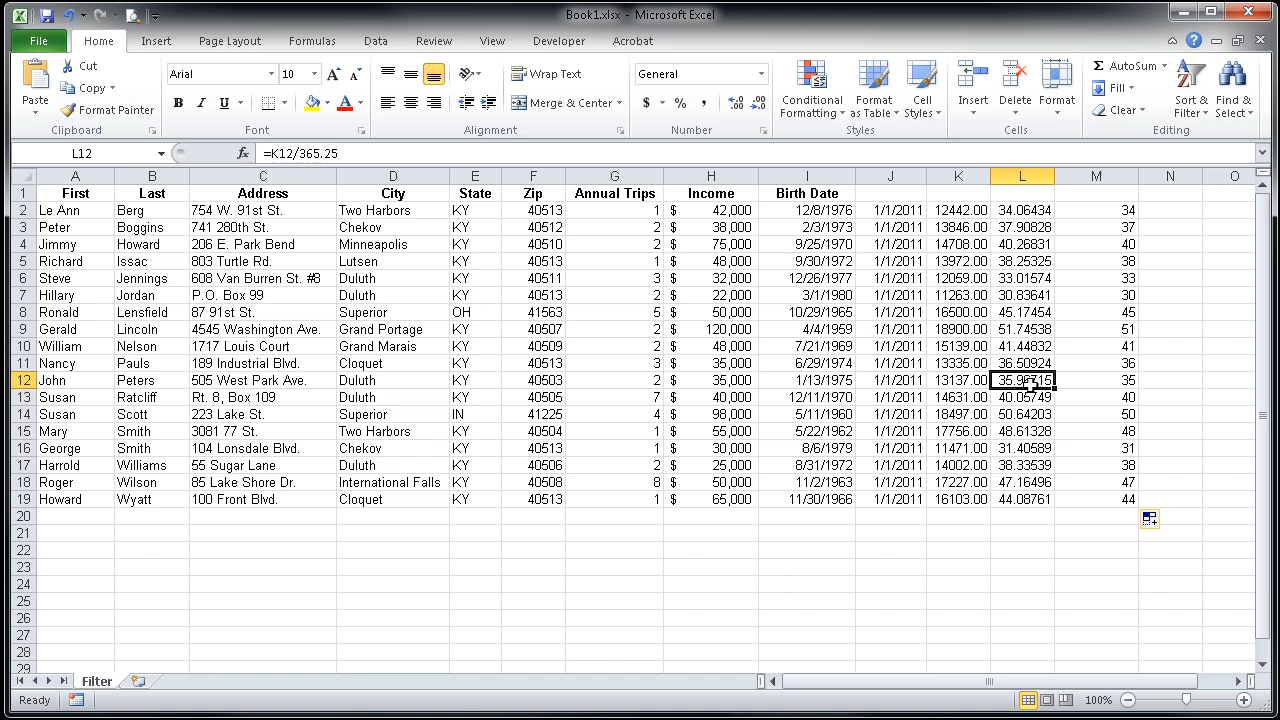 Book1.xlsx - Microsoft Excel
File Home Insert Page Layout Formulas Data Review View Developer Acrobat
Cut Arial 10 Wrap Text General AutoSum
Copy Fill
Paste Format Painter B I U Merge & Center $ % , Conditional Formatting Format as Table Cell Styles Insert Delete Format Clear Sort & Filter Find & Select
Clipboard Font Alignment Number Styles Cells Editing
L12 fx =K12/365.25
A B C D E F G H I J K L M N O
1 First Last Address City State Zip Annual Trips Income Birth Date
2 Le Ann Berg 754 W. 91st St. Two Harbors KY 40513 1 $ 42,000 12/6/1976 1/1/2011 12442.00 34.06434 34
3 Peter Boggins 741 280th St. Chekov KY 40512 2 $ 38,000 2/3/1973 1/1/2011 13846.00 37.90828 37
4 Jimmy Howard 206 E. Park Bend Minneapolis KY 40510 2 $ 75,000 9/25/1970 1/1/2011 14708.00 40.26831 40
5 Richard Issac 803 Turtle Rd. Lutsen KY 40513 1 $ 48,000 9/30/1972 1/1/2011 13972.00 38.25325 38
6 Steve Jennings 608 Van Burren St. #8 Duluth KY 40511 3 $ 32,000 12/26/1977 1/1/2011 12059.00 33.01574 33
7 Hillary Jordan P.O. Box 99 Duluth KY 40513 2 $ 22,000 3/1/1980 1/1/2011 11263.00 30.83641 30
8 Ronald Lensfield 87 91st St. Superior OH 41563 5 $ 50,000 10/29/1965 1/1/2011 16500.00 45.17454 45
9 Gerald Lincoln 4545 Washington Ave. Grand Portage KY 40507 2 $ 120,000 4/4/1959 1/1/2011 18900.00 51.74538 51
10 William Nelson 1717 Louis Court Grand Marais KY 40509 2 $ 48,000 7/21/1969 1/1/2011 15139.00 41.44832 41
11 Nancy Pauls 189 Industrial Blvd. Cloquet KY 40513 3 $ 35,000 6/29/1974 1/1/2011 13335.00 36.50924 36
12 John Peters 505 West Park Ave. Duluth KY 40503 2 $ 35,000 1/13/1975 1/1/2011 13137.00 35
13 Susan Ratcliff Rt. 8, Box 109 Duluth KY 40505 7 $ 40,000 12/11/1970 1/1/2011 14631.00 40.05749 40
14 Susan Scott 223 Lake St. Superior IN 41225 4 $ 98,000 5/11/1960 1/1/2011 18497.00 50.64203 50
15 Mary Smith 3081 77 St. Two Harbors KY 40504 1 $ 55,000 5/22/1962 1/1/2011 17756.00 48.61328 48
16 George Smith 104 Lonsdale Blvd. Chekov KY 40513 1 $ 30,000 8/6/1979 1/1/2011 11471.00 31.40589 31
17 Harrold Williams 55 Sugar Lane Duluth KY 40506 2 $ 25,000 8/31/1972 1/1/2011 14002.00 38.33539 38
18 Roger Wilson 85 Lake Shore Dr. International Falls KY 40508 8 $ 50,000 11/2/1963 1/1/2011 17227.00 47.16496 47
19 Howard Wyatt 100 Front Blvd. Cloquet KY 40513 1 $ 65,000 11/30/1966 1/1/2011 16103.00 44.08761 44
20
21
22
23
24
25
26
27
28
29
Filter
Ready 100%